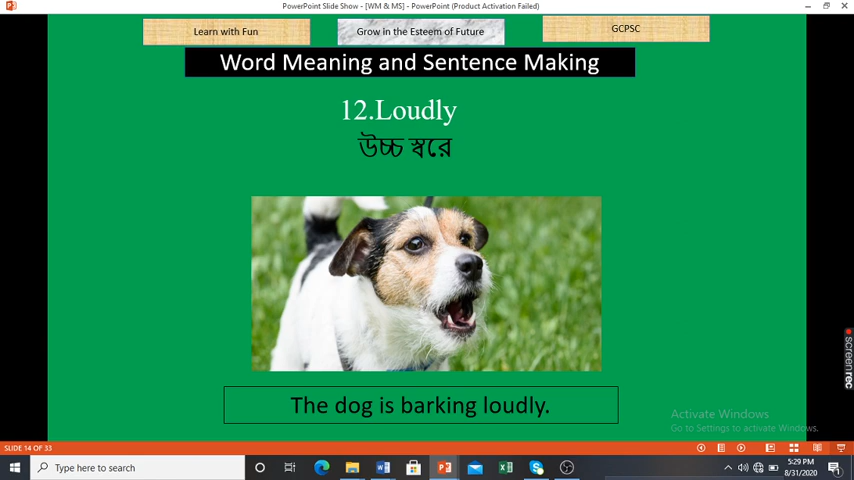 PowerPoint Slide Show - [WM & MS] - PowerPoint (Product Activation Failed)
Learn with Fun
Grow in the Esteem of Future
GCPSC
Word Meaning and Sentence Making
12.Loudly
উচ্চ স্বরে
The dog is barking loudly.
Activate Windows
Go to Settings to activate Windows.
screenrec
SLIDE 14 OF 33
Type here to search
5:29 PM
8/31/2020